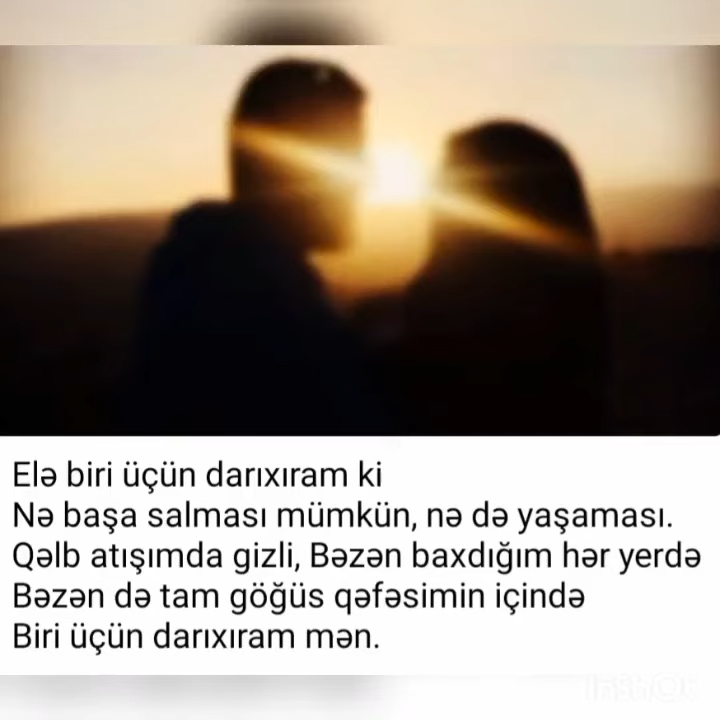 Elə biri üçün darıxıram ki
Nə başa salması mümkün, nə də yaşaması.
Qəlb atışımda gizli, Bəzən baxdığım hər yerdə
Bəzən də tam göğüs qəfəsimin içində
Biri üçün darıxıram mən.